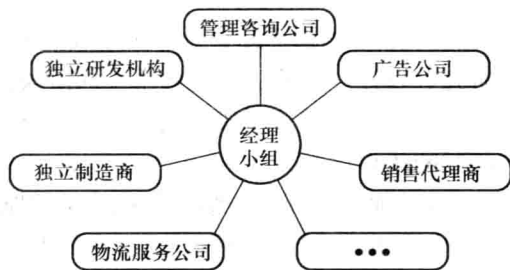 管理咨询公司
独立研发机构
广告公司
经理
小组
独立制造商
销售代理商
物流服务公司
•••